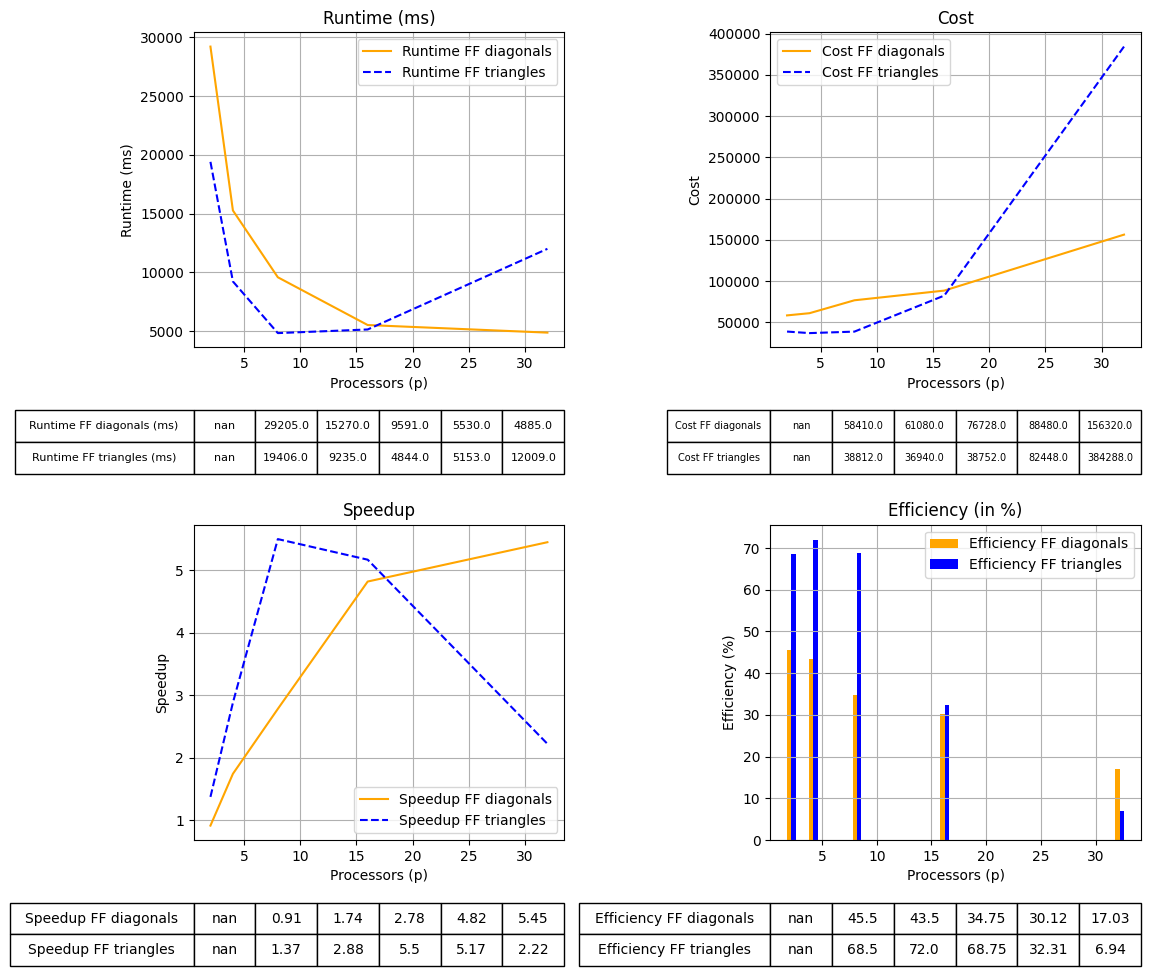 Runtime (ms)
30000
25000
20000
15000
10000
5000
Runtime (ms)
Runtime FF diagonals
Runtime FF triangles
5 10 15 20 25 30
Processors (p)
Runtime FF diagonals (ms) nan 29205.0 15270.0 9591.0 5530.0 4885.0
Runtime FF triangles (ms) nan 19406.0 9235.0 4844.0 5153.0 12009.0
Cost
400000
350000
300000
250000
200000
150000
100000
50000
Cost
Cost FF diagonals
Cost FF triangles
5 10 15 20 25 30
Processors (p)
Cost FF diagonals nan 58410.0 61080.0 76728.0 88480.0 156320.0
Cost FF triangles nan 38812.0 36940.0 38752.0 82448.0 384288.0
Speedup
5
4
3
2
1
Speedup
Speedup FF diagonals
Speedup FF triangles
5 10 15 20 25 30
Processors (p)
Speedup FF diagonals nan 0.91 1.74 2.78 4.82 5.45
Speedup FF triangles nan 1.37 2.88 5.5 5.17 2.22
Efficiency (in %)
70
60
50
40
30
20
10
0
Efficiency (%)
Efficiency FF diagonals
Efficiency FF triangles
5 10 15 20 25 30
Processors (p)
Efficiency FF diagonals nan 45.5 43.5 34.75 30.12 17.03
Efficiency FF triangles nan 68.5 72.0 68.75 32.31 6.94